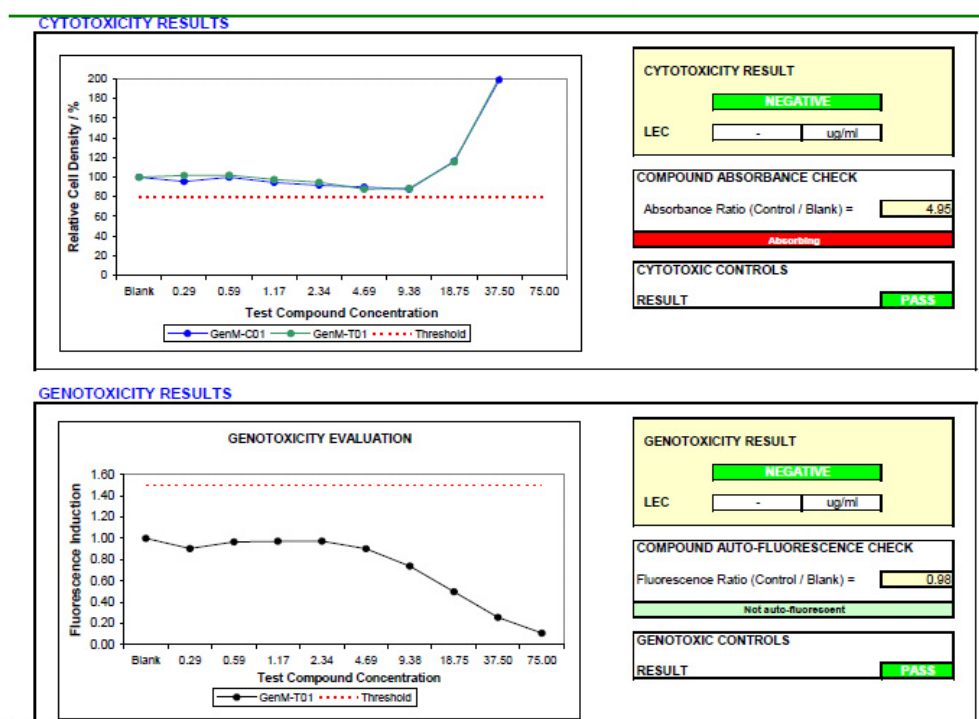 CYTOTOXICITY RESULTS
200
180
160
140
120
100
80
60
40
20
0
Relative Cell Density / %
Blank 0.29 0.59 1.17 2.34 4.69 9.38 18.75 37.50 75.00
Test Compound Concentration
GenM-C01 GenM-T01 Threshold
CYTOTOXICITY RESULT
NEGATIVE
LEC - ug/ml
COMPOUND ABSORBANCE CHECK
Absorbance Ratio (Control / Blank) = 4.95
Absorbing
CYTOTOXIC CONTROLS
RESULT PASS
GENOTOXICITY RESULTS
GENOTOXICITY EVALUATION
1.60
1.40
1.20
1.00
0.80
0.60
0.40
0.20
0.00
Fluorescence Induction
Blank 0.29 0.59 1.17 2.34 4.69 9.38 18.75 37.50 75.00
Test Compound Concentration
GenM-T01 Threshold
GENOTOXICITY RESULT
NEGATIVE
LEC - ug/ml
COMPOUND AUTO-FLUORESCENCE CHECK
Fluorescence Ratio (Control / Blank) = 0.98
Not auto-fluorescent
GENOTOXIC CONTROLS
RESULT PASS